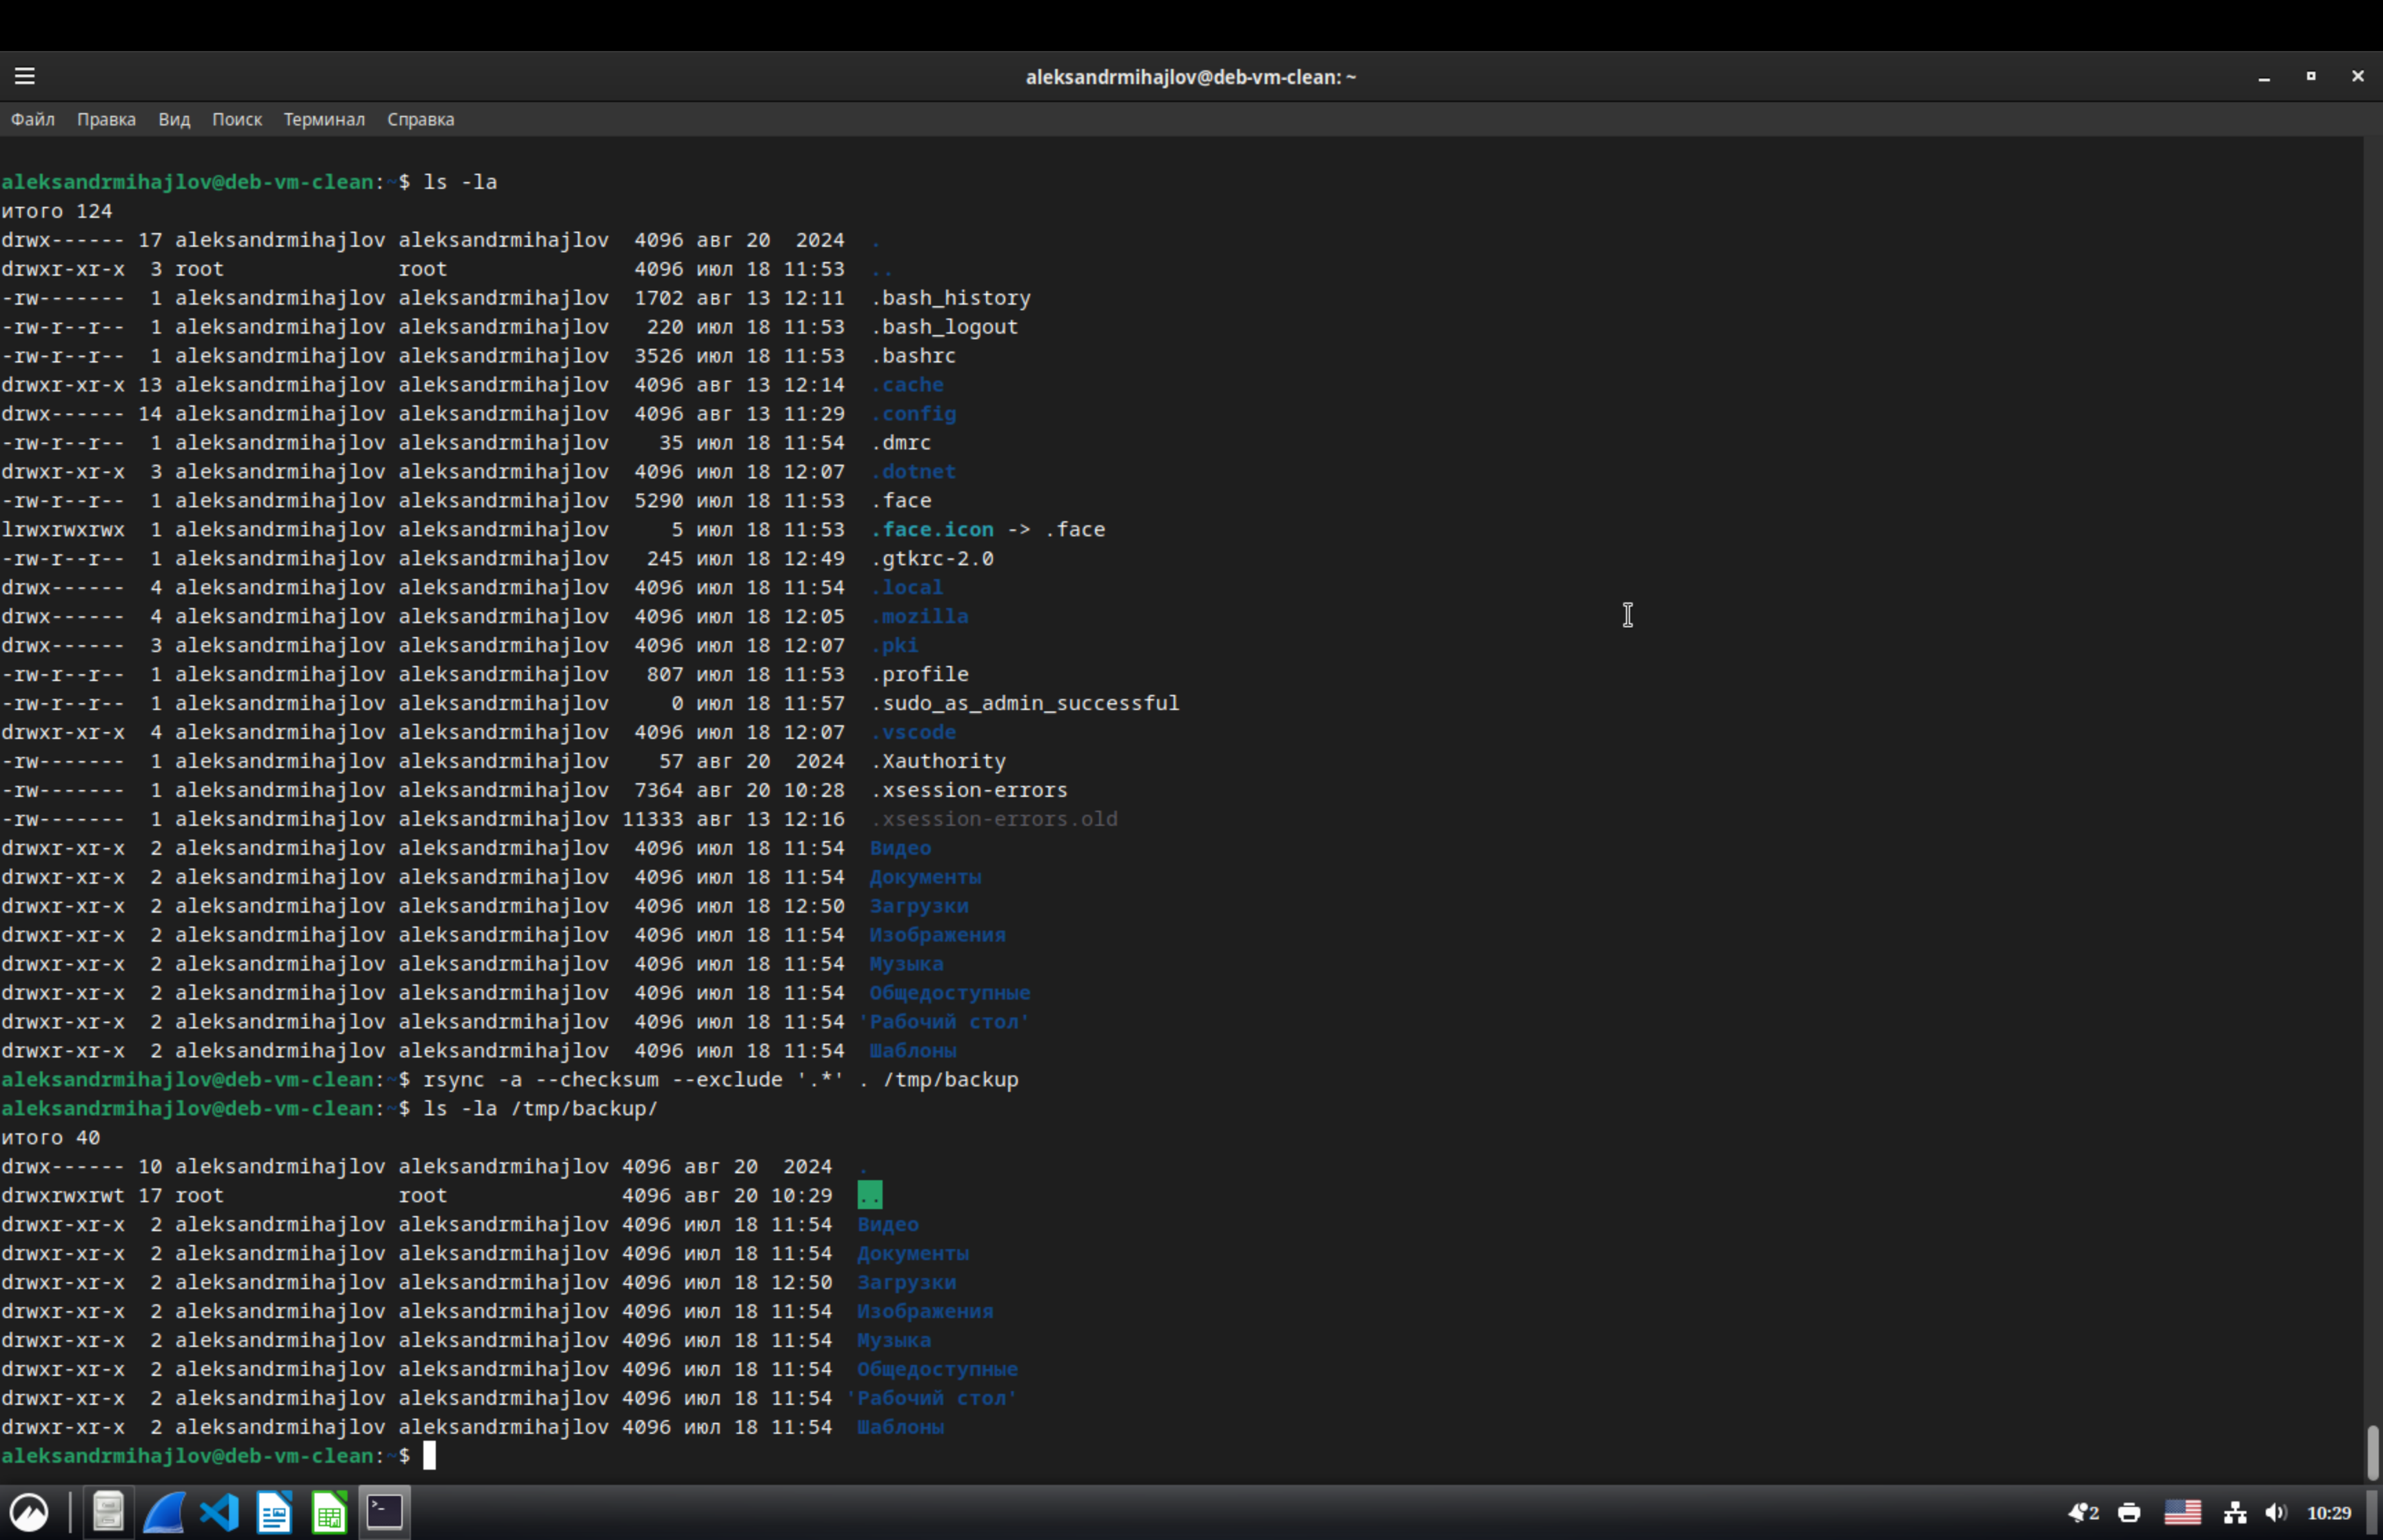 aleksandrmihajlov@deb-vm-clean: ~
Файл Правка Вид Поиск Терминал Справка
aleksandrmihajlov@deb-vm-clean:~$ ls -la
итого 124
drwx------ 17 aleksandrmihajlov aleksandrmihajlov  4096 авг 20  2024  .
drwxr-xr-x  3 root              root               4096 июл 18 11:53  ..
-rw-------  1 aleksandrmihajlov aleksandrmihajlov  1702 авг 13 12:11  .bash_history
-rw-r--r--  1 aleksandrmihajlov aleksandrmihajlov   220 июл 18 11:53  .bash_logout
-rw-r--r--  1 aleksandrmihajlov aleksandrmihajlov  3526 июл 18 11:53  .bashrc
drwxr-xr-x 13 aleksandrmihajlov aleksandrmihajlov  4096 авг 13 12:14  .cache
drwx------ 14 aleksandrmihajlov aleksandrmihajlov  4096 авг 13 11:29  .config
-rw-r--r--  1 aleksandrmihajlov aleksandrmihajlov    35 июл 18 11:54  .dmrc
drwxr-xr-x  3 aleksandrmihajlov aleksandrmihajlov  4096 июл 18 12:07  .dotnet
-rw-r--r--  1 aleksandrmihajlov aleksandrmihajlov  5290 июл 18 11:53  .face
lrwxrwxrwx  1 aleksandrmihajlov aleksandrmihajlov     5 июл 18 11:53  .face.icon -> .face
-rw-r--r--  1 aleksandrmihajlov aleksandrmihajlov   245 июл 18 12:49  .gtkrc-2.0
drwx------  4 aleksandrmihajlov aleksandrmihajlov  4096 июл 18 11:54  .local
drwx------  4 aleksandrmihajlov aleksandrmihajlov  4096 июл 18 12:05  .mozilla
drwx------  3 aleksandrmihajlov aleksandrmihajlov  4096 июл 18 12:07  .pki
-rw-r--r--  1 aleksandrmihajlov aleksandrmihajlov   807 июл 18 11:53  .profile
-rw-r--r--  1 aleksandrmihajlov aleksandrmihajlov     0 июл 18 11:57  .sudo_as_admin_successful
drwxr-xr-x  4 aleksandrmihajlov aleksandrmihajlov  4096 июл 18 12:07  .vscode
-rw-------  1 aleksandrmihajlov aleksandrmihajlov    57 авг 20  2024  .Xauthority
-rw-------  1 aleksandrmihajlov aleksandrmihajlov  7364 авг 20 10:28  .xsession-errors
-rw-------  1 aleksandrmihajlov aleksandrmihajlov 11333 авг 13 12:16  .xsession-errors.old
drwxr-xr-x  2 aleksandrmihajlov aleksandrmihajlov  4096 июл 18 11:54  Видео
drwxr-xr-x  2 aleksandrmihajlov aleksandrmihajlov  4096 июл 18 11:54  Документы
drwxr-xr-x  2 aleksandrmihajlov aleksandrmihajlov  4096 июл 18 12:50  Загрузки
drwxr-xr-x  2 aleksandrmihajlov aleksandrmihajlov  4096 июл 18 11:54  Изображения
drwxr-xr-x  2 aleksandrmihajlov aleksandrmihajlov  4096 июл 18 11:54  Музыка
drwxr-xr-x  2 aleksandrmihajlov aleksandrmihajlov  4096 июл 18 11:54  Общедоступные
drwxr-xr-x  2 aleksandrmihajlov aleksandrmihajlov  4096 июл 18 11:54 'Рабочий стол'
drwxr-xr-x  2 aleksandrmihajlov aleksandrmihajlov  4096 июл 18 11:54  Шаблоны
aleksandrmihajlov@deb-vm-clean:~$ rsync -a --checksum --exclude '.*' . /tmp/backup
aleksandrmihajlov@deb-vm-clean:~$ ls -la /tmp/backup/
итого 40
drwx------ 10 aleksandrmihajlov aleksandrmihajlov 4096 авг 20  2024  .
drwxrwxrwt 17 root              root              4096 авг 20 10:29  ..
drwxr-xr-x  2 aleksandrmihajlov aleksandrmihajlov 4096 июл 18 11:54  Видео
drwxr-xr-x  2 aleksandrmihajlov aleksandrmihajlov 4096 июл 18 11:54  Документы
drwxr-xr-x  2 aleksandrmihajlov aleksandrmihajlov 4096 июл 18 12:50  Загрузки
drwxr-xr-x  2 aleksandrmihajlov aleksandrmihajlov 4096 июл 18 11:54  Изображения
drwxr-xr-x  2 aleksandrmihajlov aleksandrmihajlov 4096 июл 18 11:54  Музыка
drwxr-xr-x  2 aleksandrmihajlov aleksandrmihajlov 4096 июл 18 11:54  Общедоступные
drwxr-xr-x  2 aleksandrmihajlov aleksandrmihajlov 4096 июл 18 11:54 'Рабочий стол'
drwxr-xr-x  2 aleksandrmihajlov aleksandrmihajlov 4096 июл 18 11:54  Шаблоны
aleksandrmihajlov@deb-vm-clean:~$
2 10:29